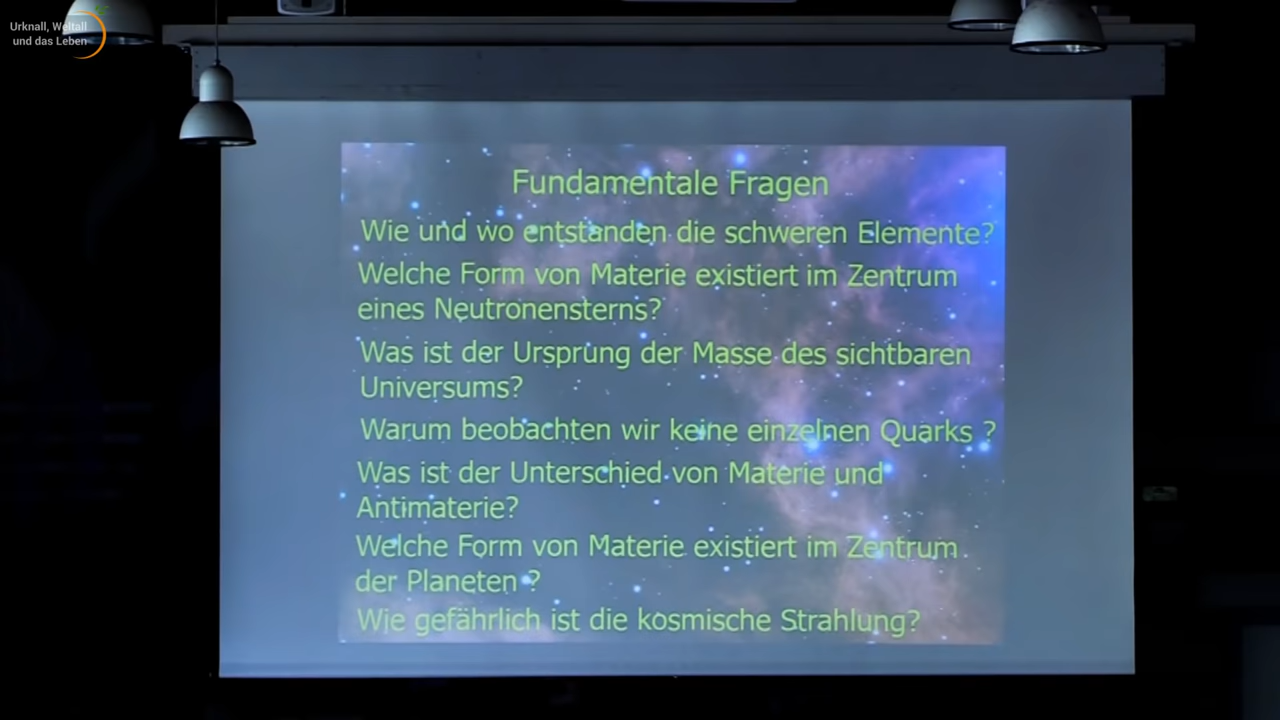 Urknall, Weltall
und das Leben
Fundamentale Fragen
Wie und wo entstanden die schweren Elemente?
Welche Form von Materie existiert im Zentrum
eines Neutronensterns?
Was ist der Ursprung der Masse des sichtbaren
Universums?
Warum beobachten wir keine einzelnen Quarks ?
Was ist der Unterschied von Materie und
Antimaterie?
Welche Form von Materie existiert im Zentrum
der Planeten ?
Wie gefährlich ist die kosmische Strahlung?